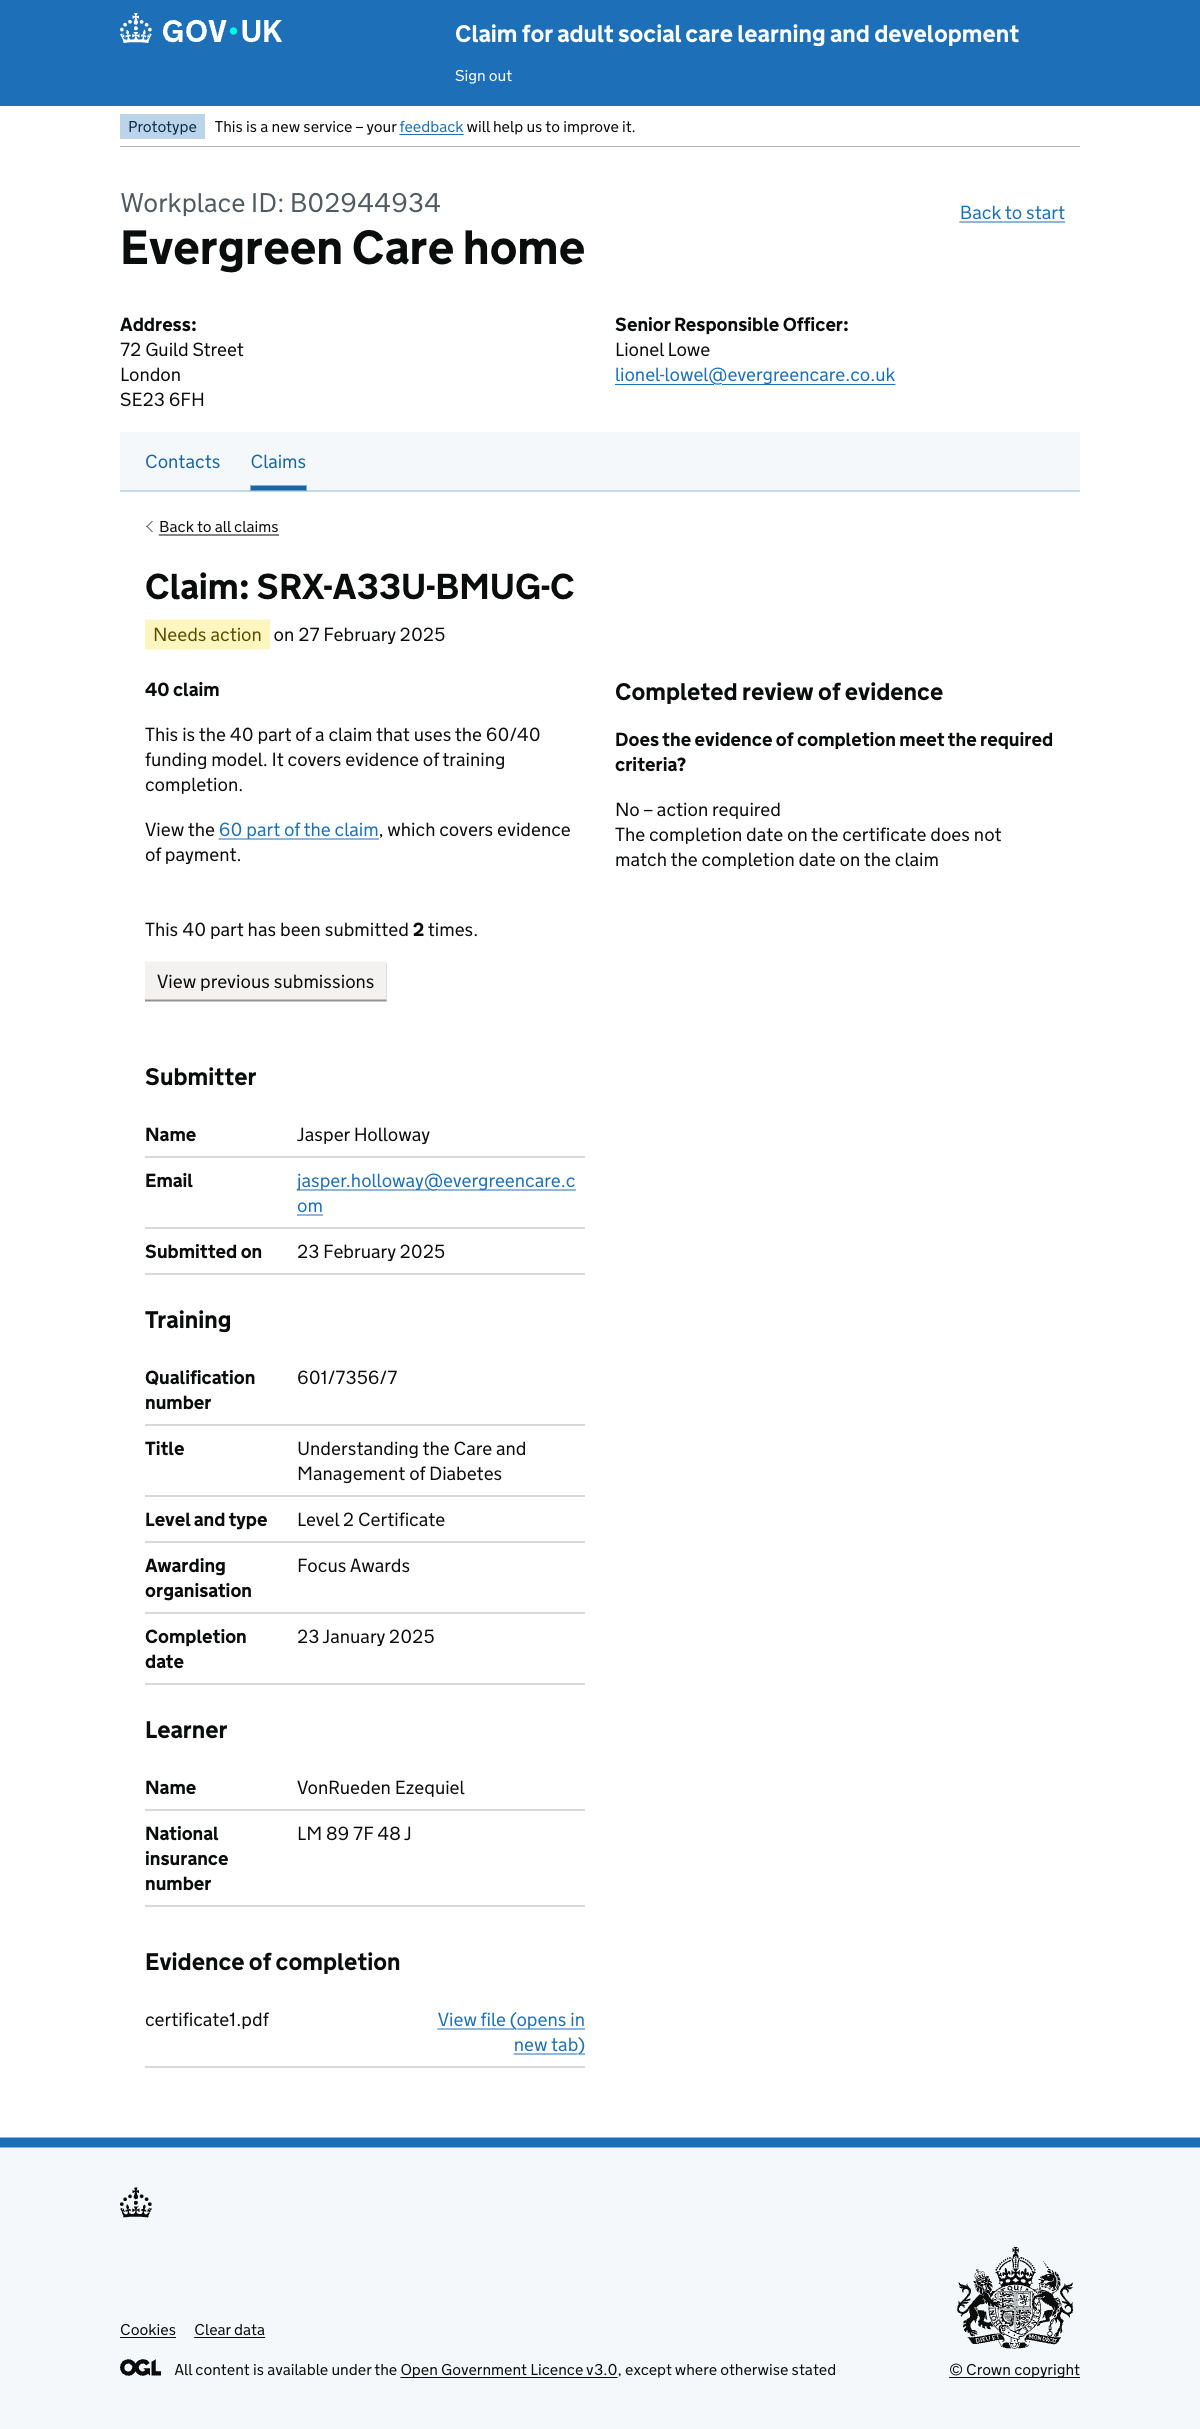 GOV·UK
Claim for adult social care learning and development
Sign out
Prototype This is a new service – your feedback will help us to improve it.
Workplace ID: B02944934
Back to start
Evergreen Care home
Address:
72 Guild Street
London
SE23 6FH
Senior Responsible Officer:
Lionel Lowe
lionel-lowel@evergreencare.co.uk
Contacts Claims
Back to all claims
Claim: SRX-A33U-BMUG-C
Needs action on 27 February 2025
40 claim
This is the 40 part of a claim that uses the 60/40
funding model. It covers evidence of training
completion.
View the 60 part of the claim, which covers evidence
of payment.
This 40 part has been submitted 2 times.
View previous submissions
Completed review of evidence
Does the evidence of completion meet the required
criteria?
No – action required
The completion date on the certificate does not
match the completion date on the claim
Submitter
Name Jasper Holloway
Email jasper.holloway@evergreencare.c
om
Submitted on 23 February 2025
Training
Qualification 601/7356/7
number
Title Understanding the Care and
Management of Diabetes
Level and type Level 2 Certificate
Awarding Focus Awards
organisation
Completion 23 January 2025
date
Learner
Name VonRueden Ezequiel
National LM 89 7F 48 J
insurance
number
Evidence of completion
certificate1.pdf View file (opens in
new tab)
Cookies Clear data
OGL All content is available under the Open Government Licence v3.0, except where otherwise stated
© Crown copyright